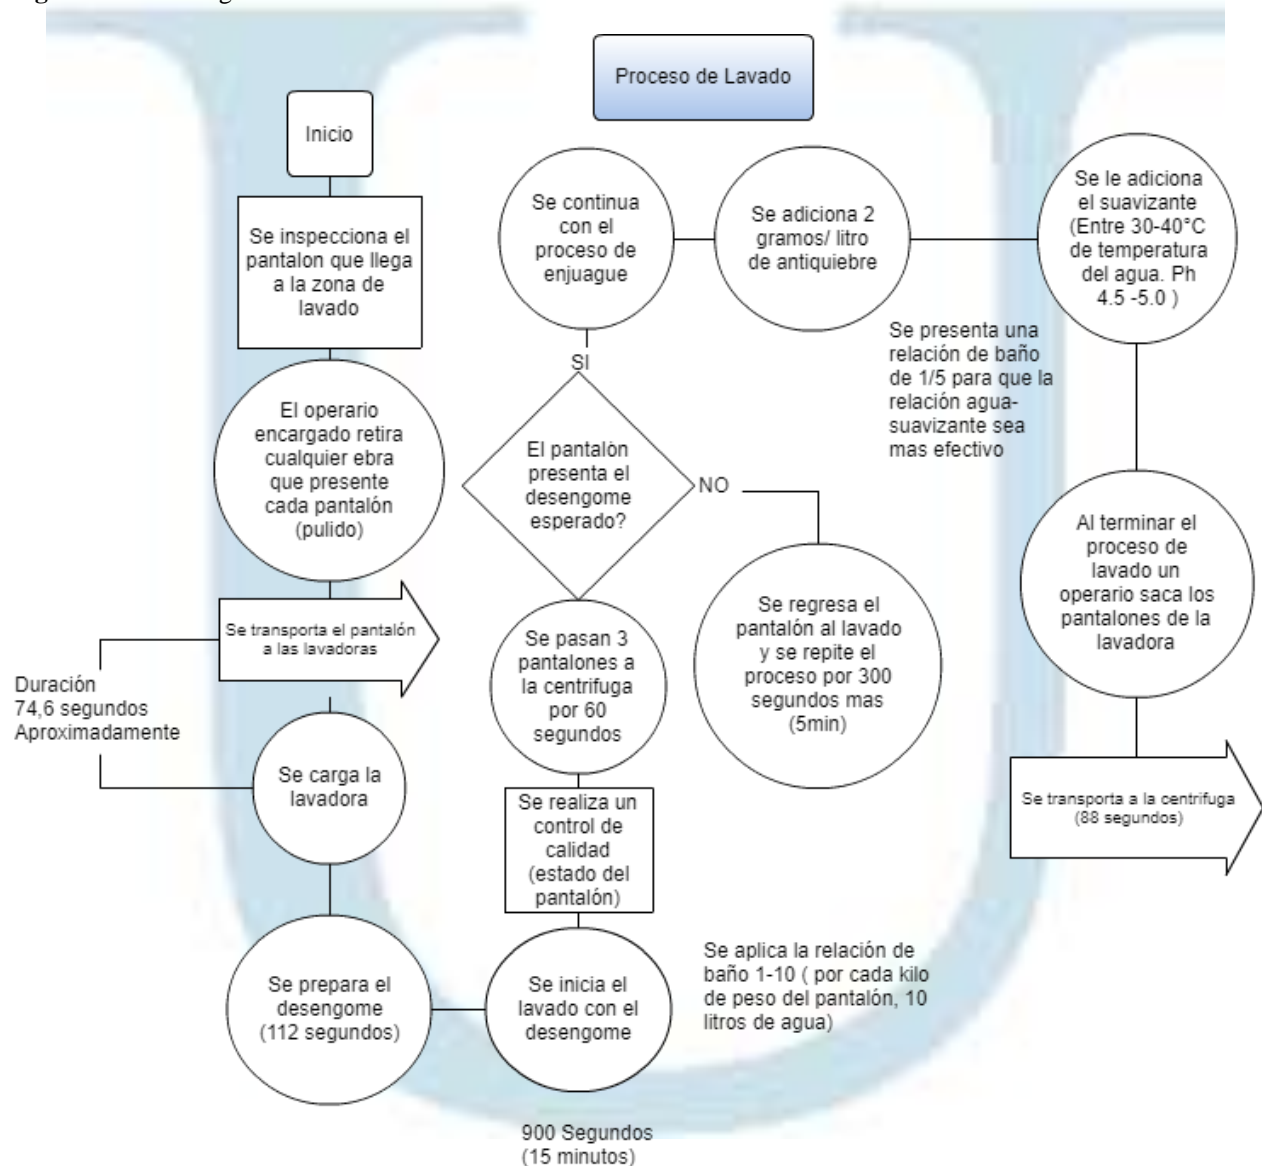 Proceso de Lavado
Inicio
Se inspecciona el
pantalon que llega
a la zona de
lavado
El operario
encargado retira
cualquier ebra
que presente
cada pantalón
(pulido)
Se transporta el pantalón
a las lavadoras
Duración
74,6 segundos
Aproximadamente
Se carga la
lavadora
Se prepara el
desengome
(112 segundos)
Se inicia el
lavado con el
desengome
900 Segundos
(15 minutos)
Se aplica la relación de
baño 1-10 ( por cada kilo
de peso del pantalón, 10
litros de agua)
Se realiza un
control de
calidad
(estado del
pantalón)
Se pasan 3
pantalones a
la centrifuga
por 60
segundos
El pantalón
presenta el
desengome
esperado?
NO
Se regresa el
pantalón al lavado
y se repite el
proceso por 300
segundos mas
(5min)
SI
Se continua
con el
proceso de
enjuague
Se adiciona 2
gramos/ litro
de antiquiebre
Se le adiciona
el suavizante
(Entre 30-40°C
de temperatura
del agua. Ph
4.5 -5.0 )
Se presenta una
relación de baño
de 1/5 para que la
relación agua-
suavizante sea
mas efectivo
Al terminar el
proceso de
lavado un
operario saca los
pantalones de la
lavadora
Se transporta a la centrifuga
(88 segundos)